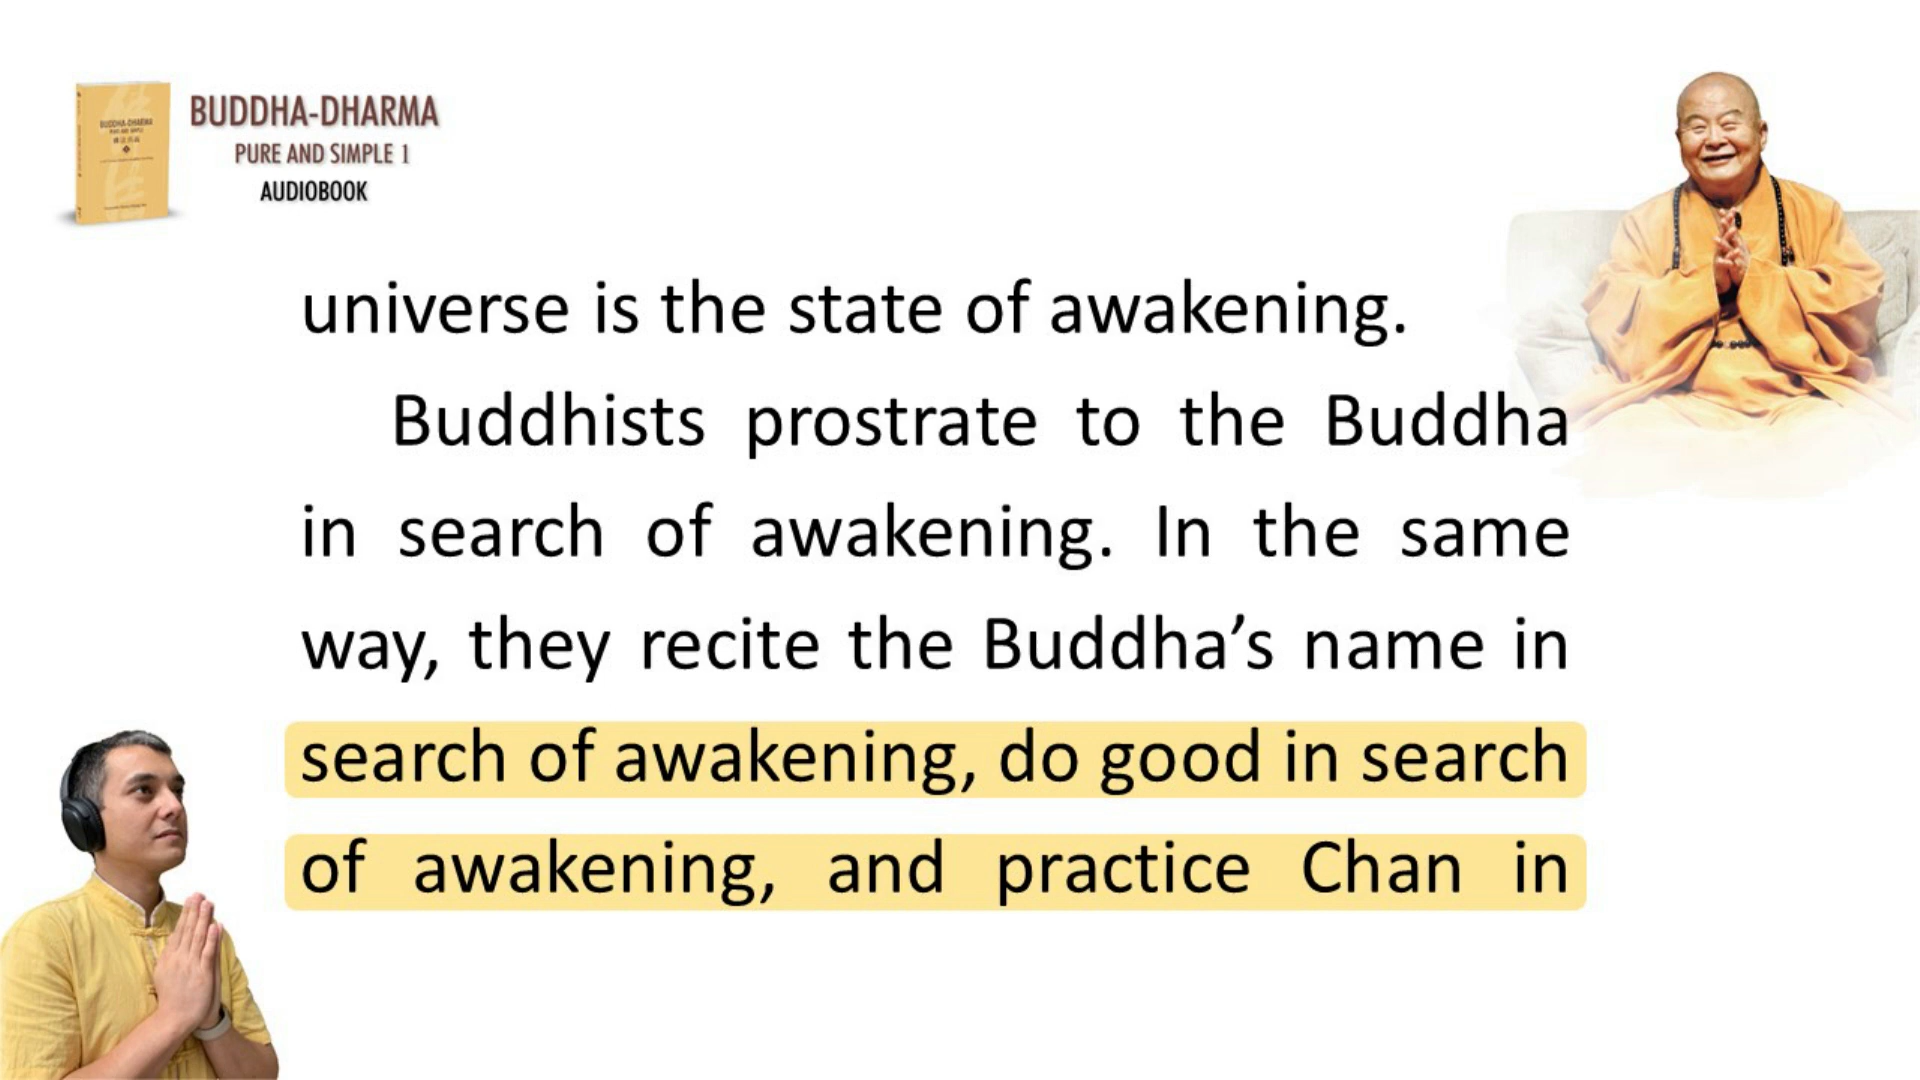 BUDDHA-DHARMA
PURE AND SIMPLE 1
AUDIOBOOK
BUDDHA-DHARMA
universe is the state of awakening.
Buddhists prostrate to the Buddha
in search of awakening. In the same
way, they recite the Buddha’s name in
search of awakening, do good in search
of awakening, and practice Chan in